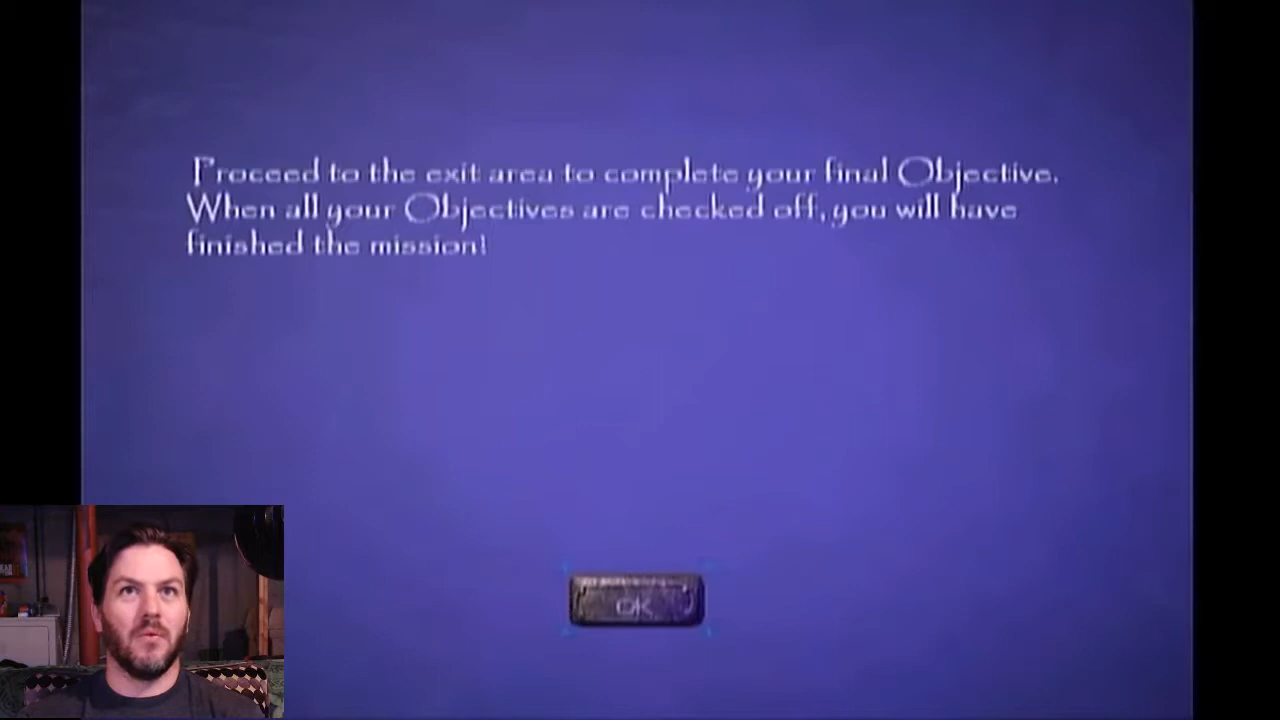 Proceed to the exit area to complete your final Objective.
When all your Objectives are checked off, you will have
finished the mission!
OK